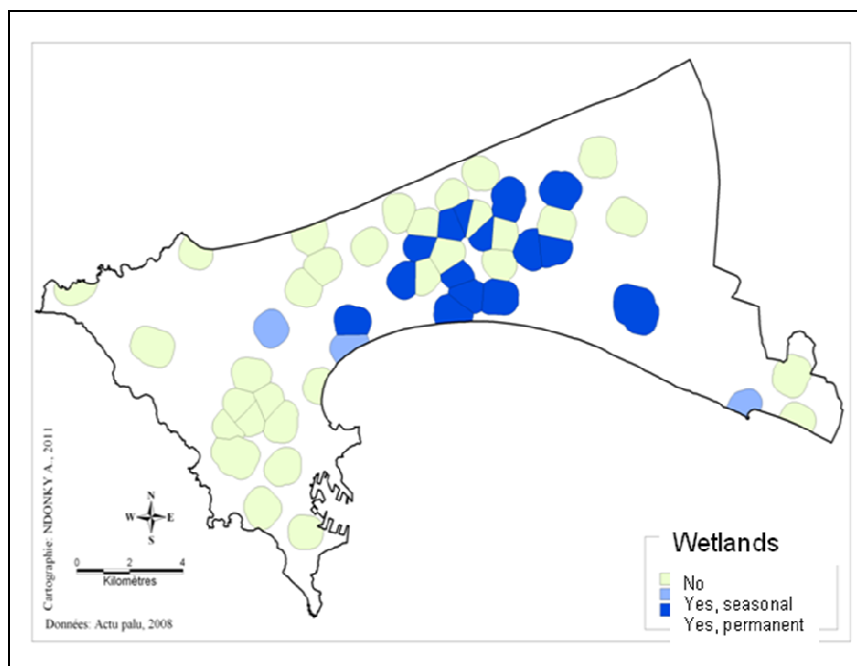 Cartographie: NDONKY A., 2011
N
W E
S
0 2 4
Kilomètres
Données: Actu palu, 2008
Wetlands
No
Yes, seasonal
Yes, permanent